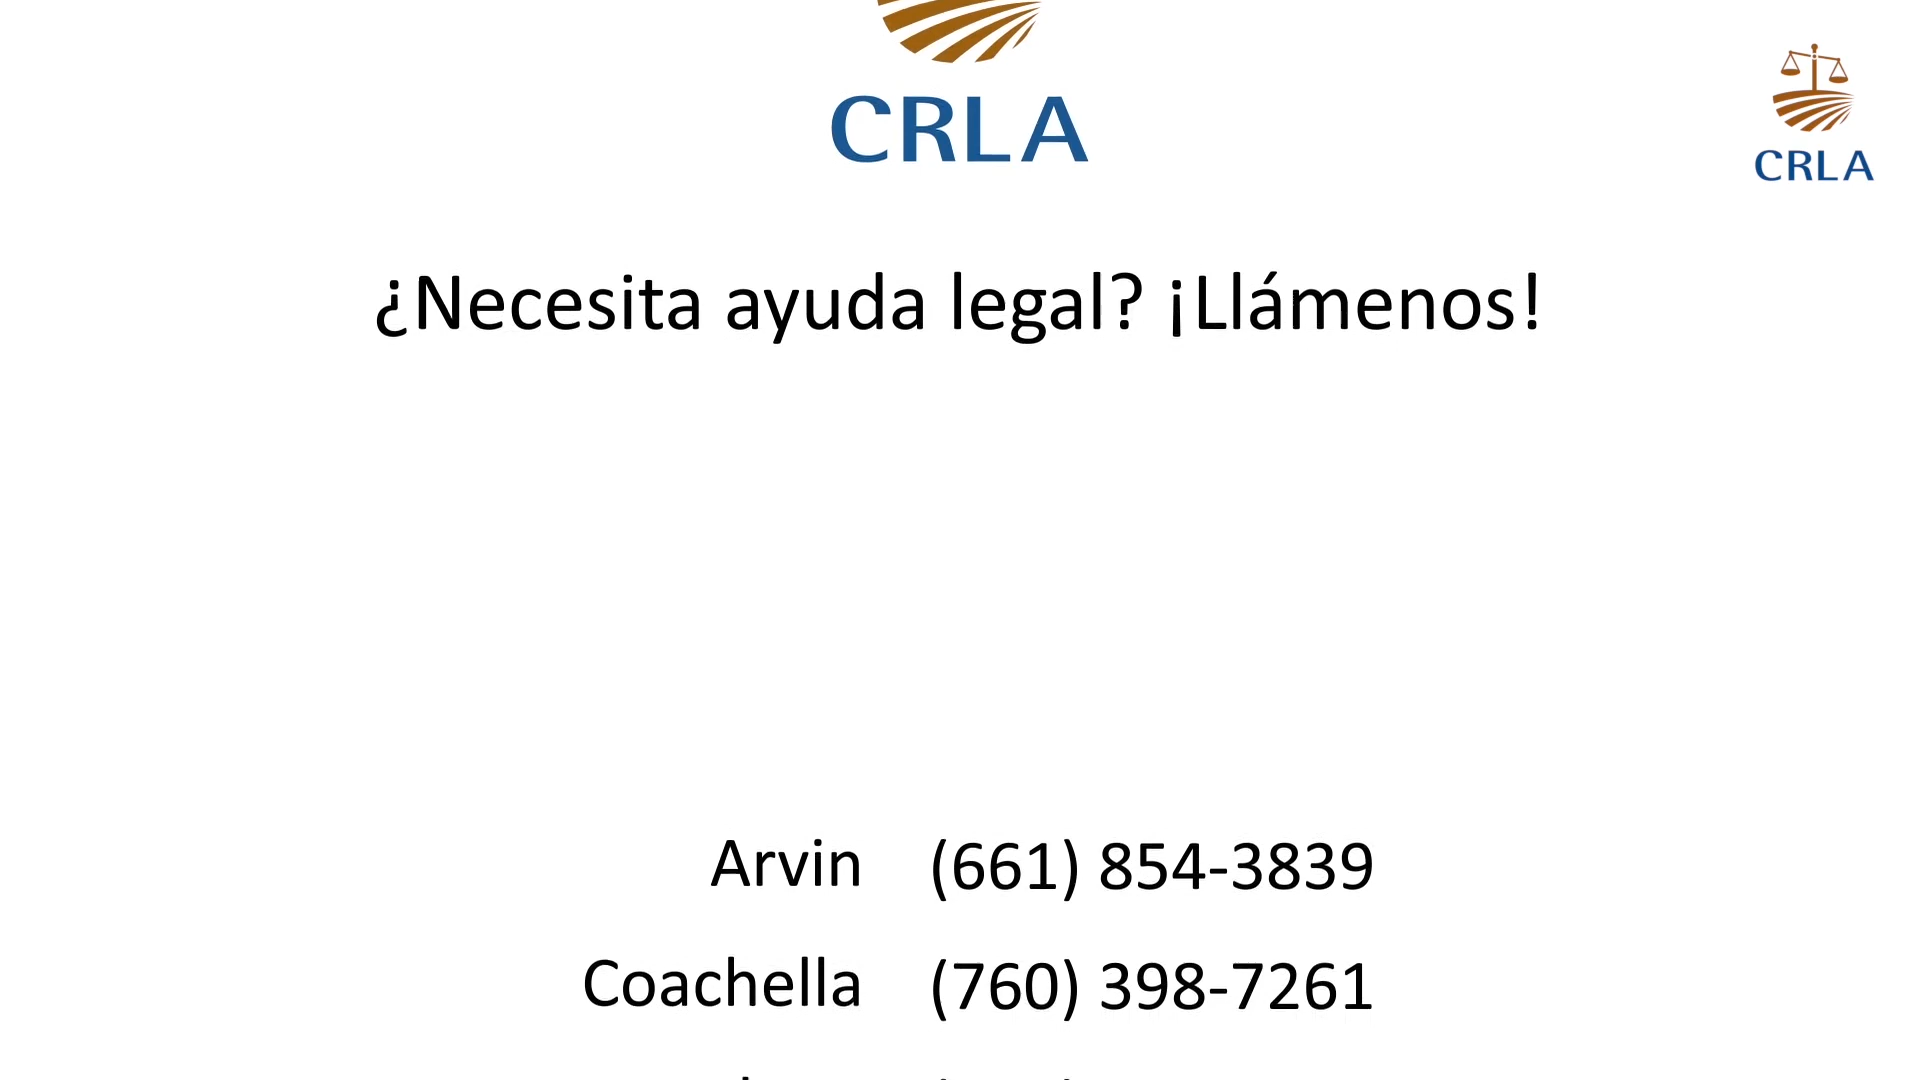 CRLA
CRLA
¿Necesita ayuda legal? ¡Llámenos!
Arvin (661) 854-3839
Coachella (760) 398-7261